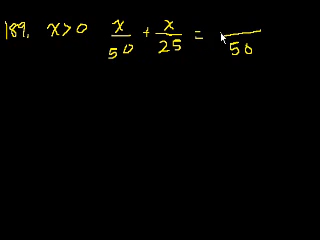 189. x > 0 x/50 + x/25 = /50